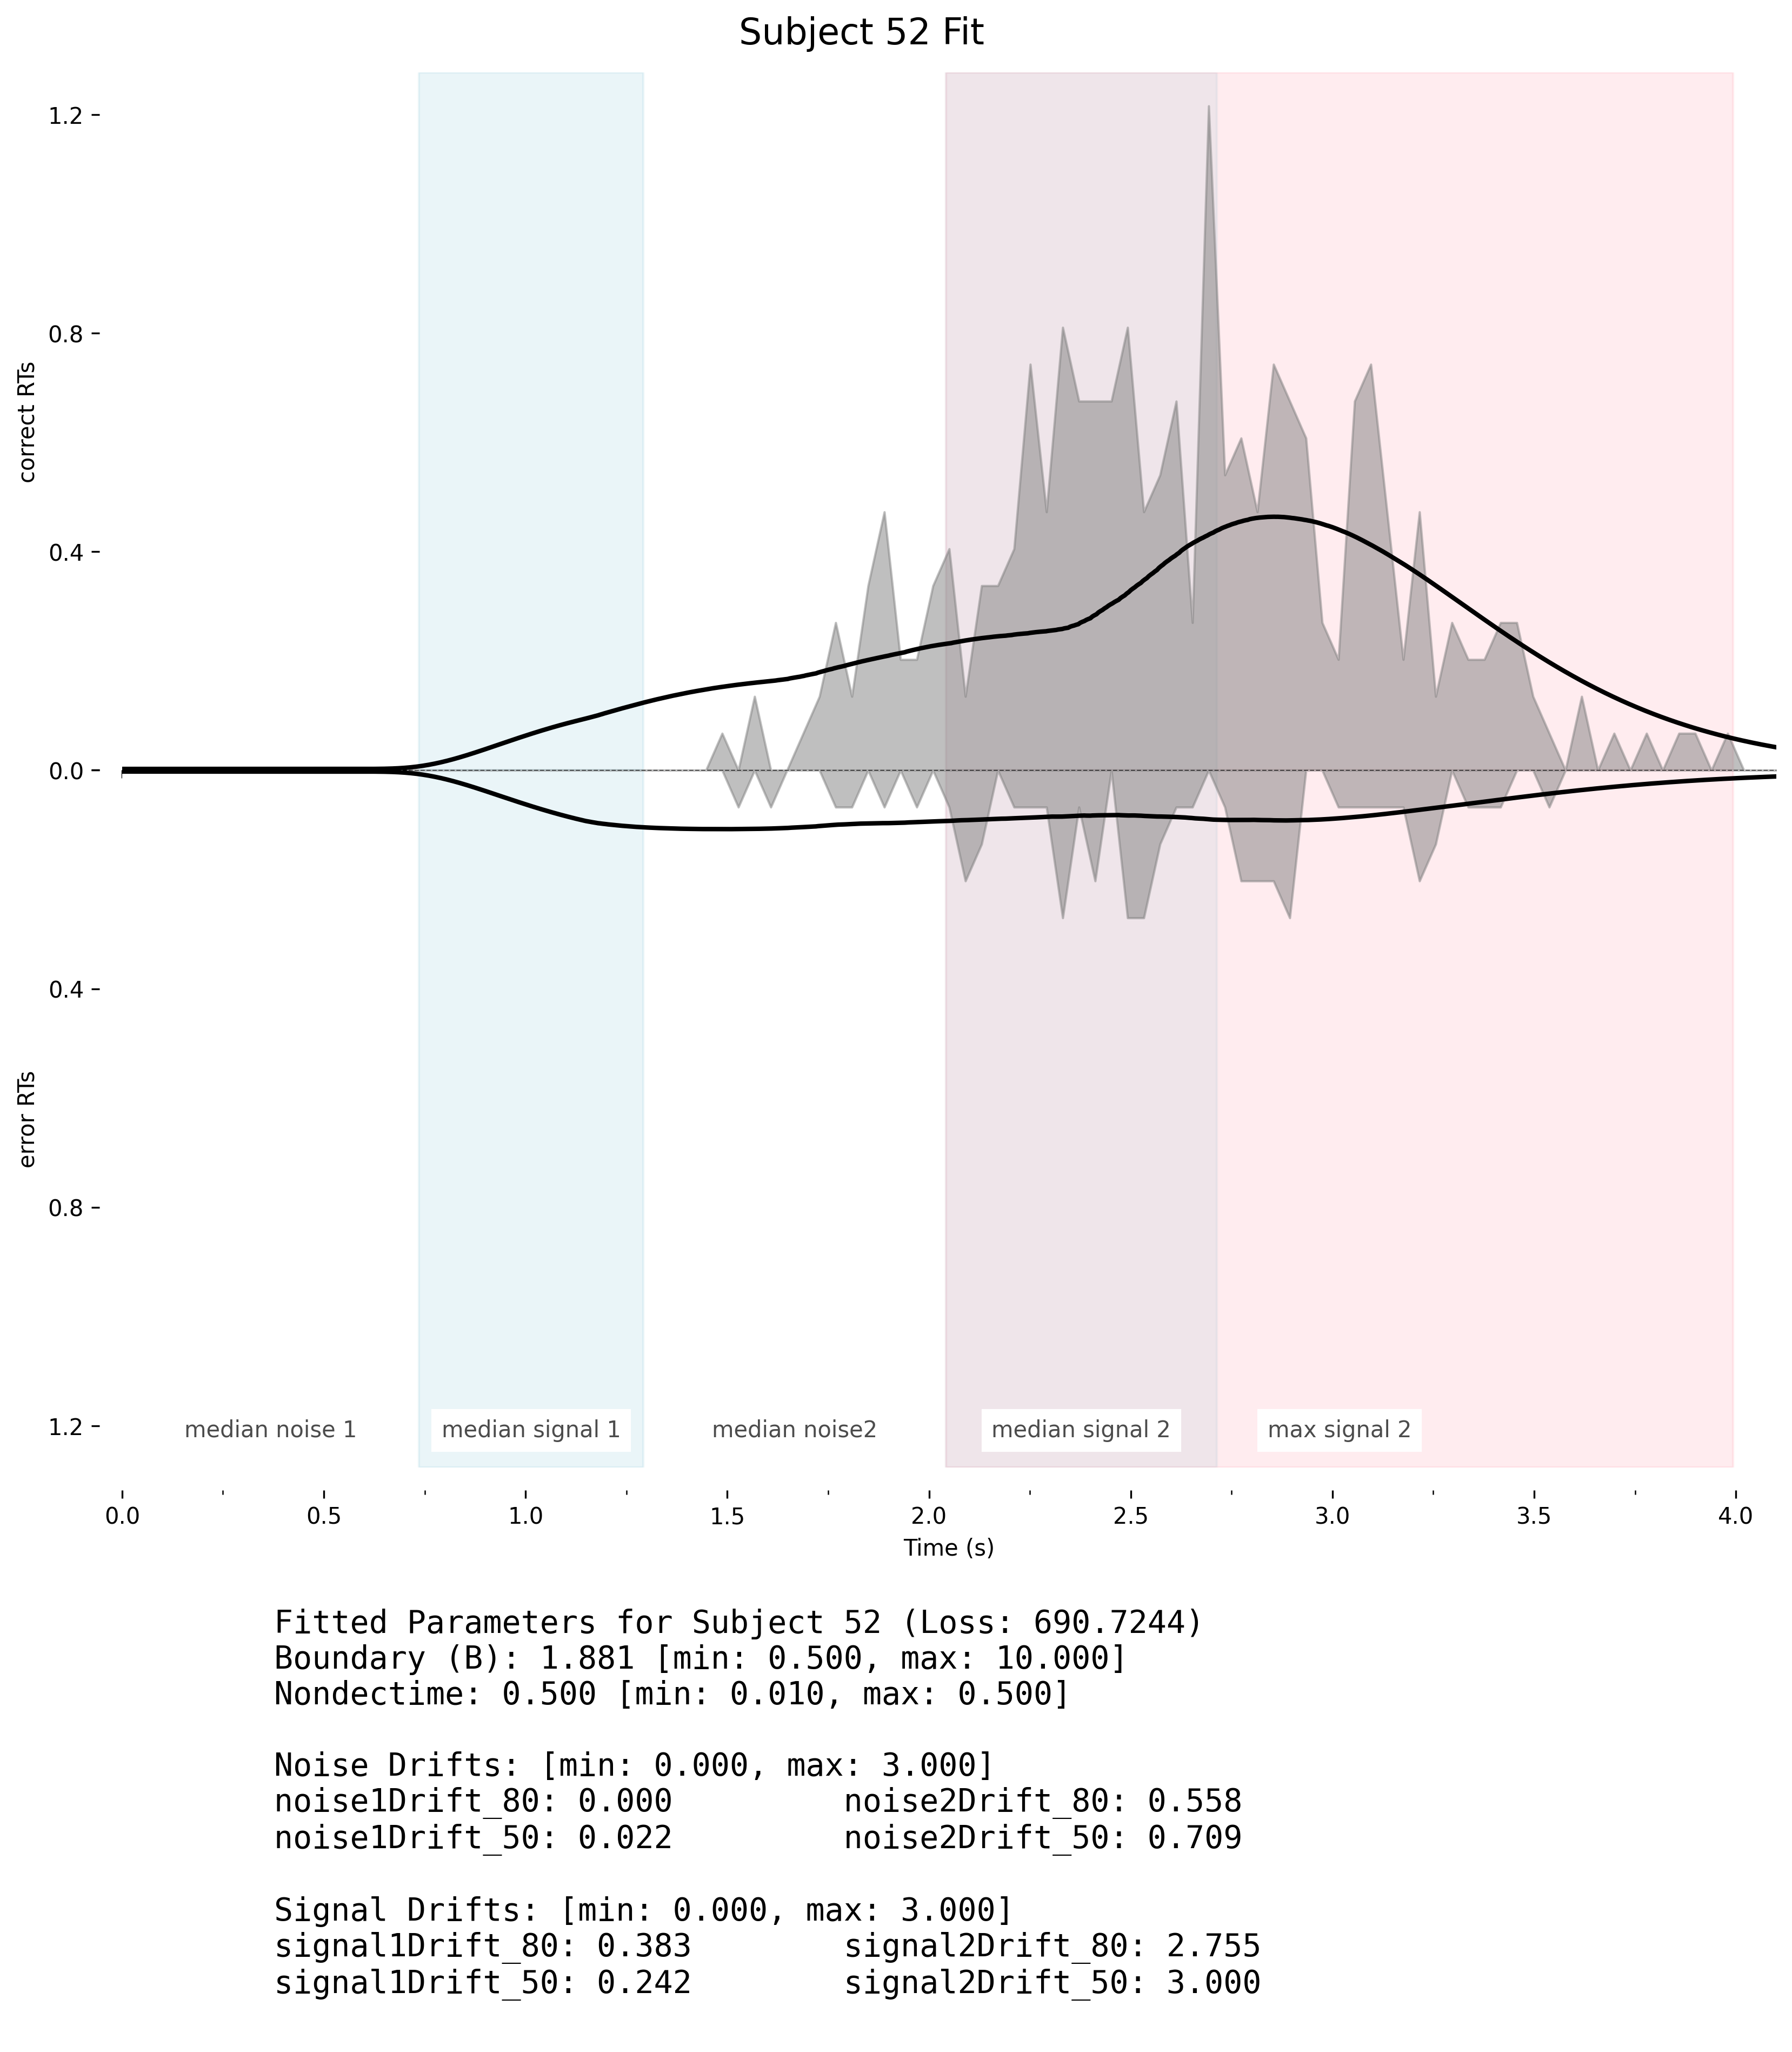 Subject 52 Fit
1.2
0.8
0.4
0.0
0.4
0.8
1.2
correct RTs
error RTs
median noise 1
median signal 1
median noise2
median signal 2
max signal 2
0.0 0.5 1.0 1.5 2.0 2.5 3.0 3.5 4.0
Time (s)
Fitted Parameters for Subject 52 (Loss: 690.7244)
Boundary (B): 1.881 [min: 0.500, max: 10.000]
Nondectime: 0.500 [min: 0.010, max: 0.500]
Noise Drifts: [min: 0.000, max: 3.000]
noise1Drift_80: 0.000 noise2Drift_80: 0.558
noise1Drift_50: 0.022 noise2Drift_50: 0.709
Signal Drifts: [min: 0.000, max: 3.000]
signal1Drift_80: 0.383 signal2Drift_80: 2.755
signal1Drift_50: 0.242 signal2Drift_50: 3.000